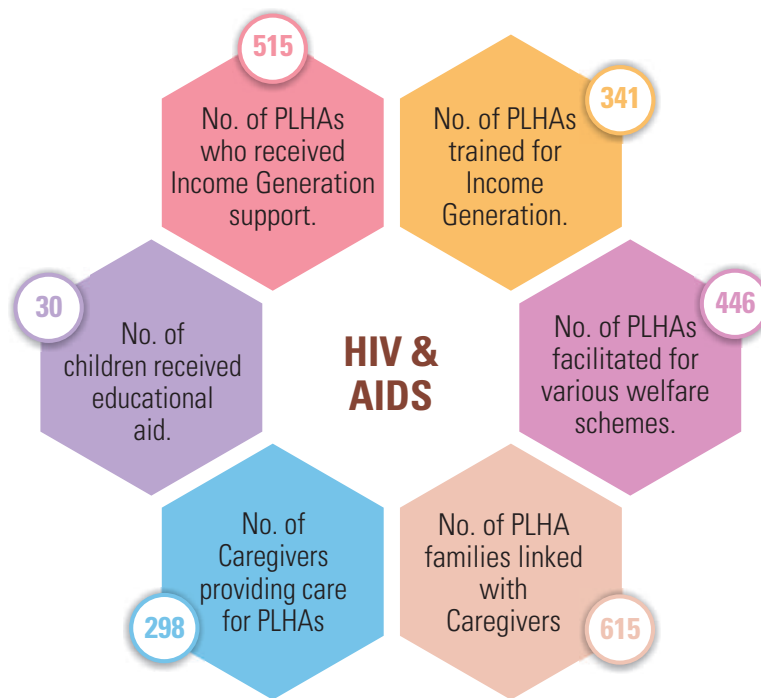 515
No. of PLHAs
who received
Income Generation
support.
341
No. of PLHAs
trained for
Income
Generation.
30
No. of
children received
educational
aid.
HIV &
AIDS
446
No. of PLHAs
facilitated for
various welfare
schemes.
No. of
Caregivers
providing care
for PLHAs
298
No. of PLHA
families linked
with
Caregivers
615